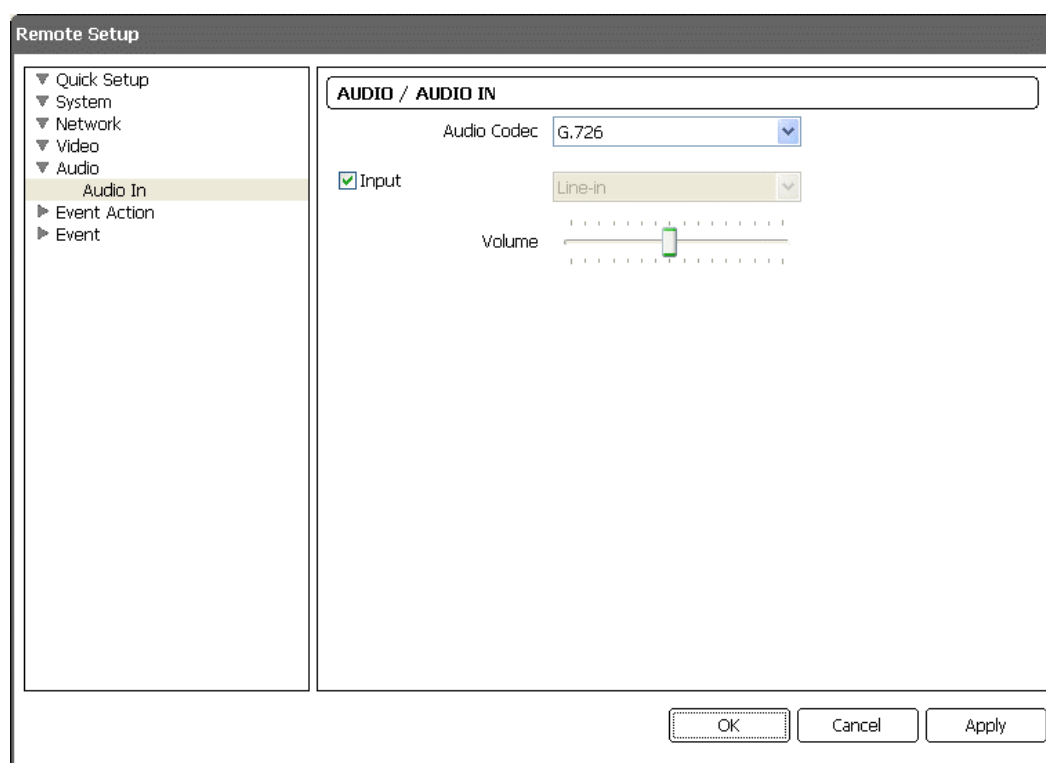 Remote Setup
Quick Setup
System
Network
Video
Audio
Audio In
Event Action
Event
AUDIO / AUDIO IN
Audio Codec G.726
Input Line-in
Volume
OK Cancel Apply